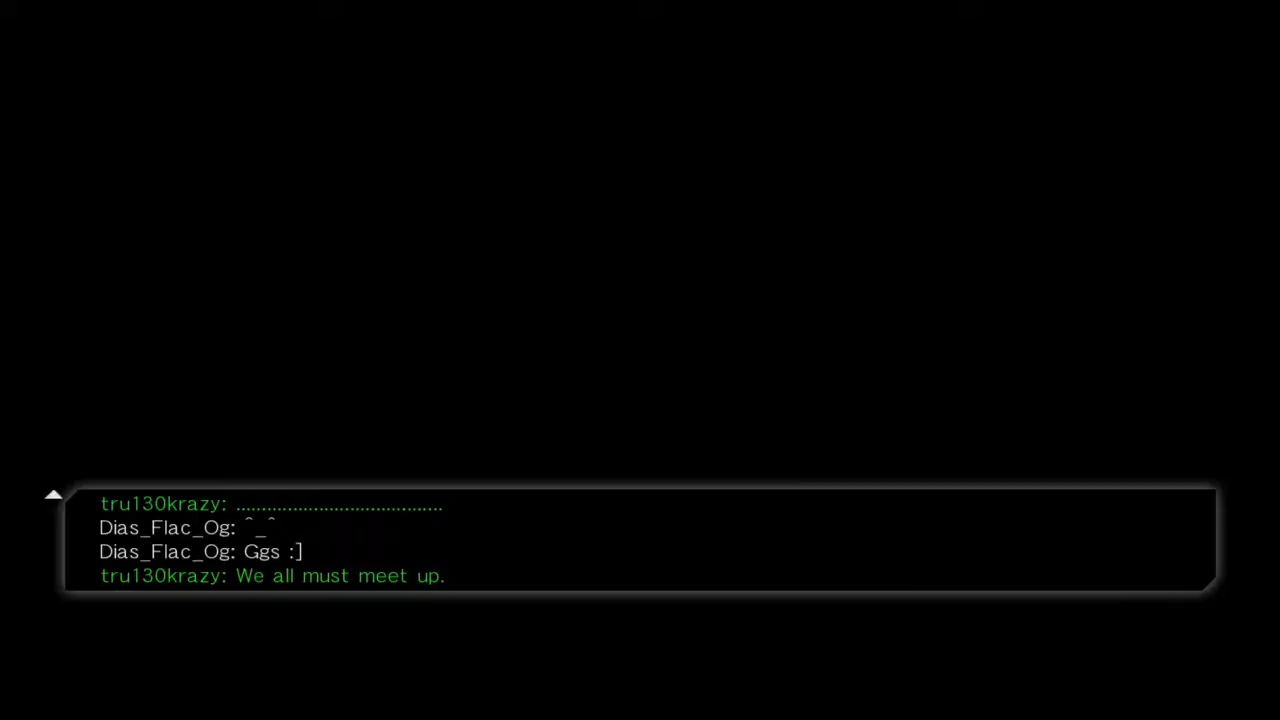 tru130krazy: .........................................
Dias_Flac_Og: ^_^
Dias_Flac_Og: Ggs :]
tru130krazy: We all must meet up.